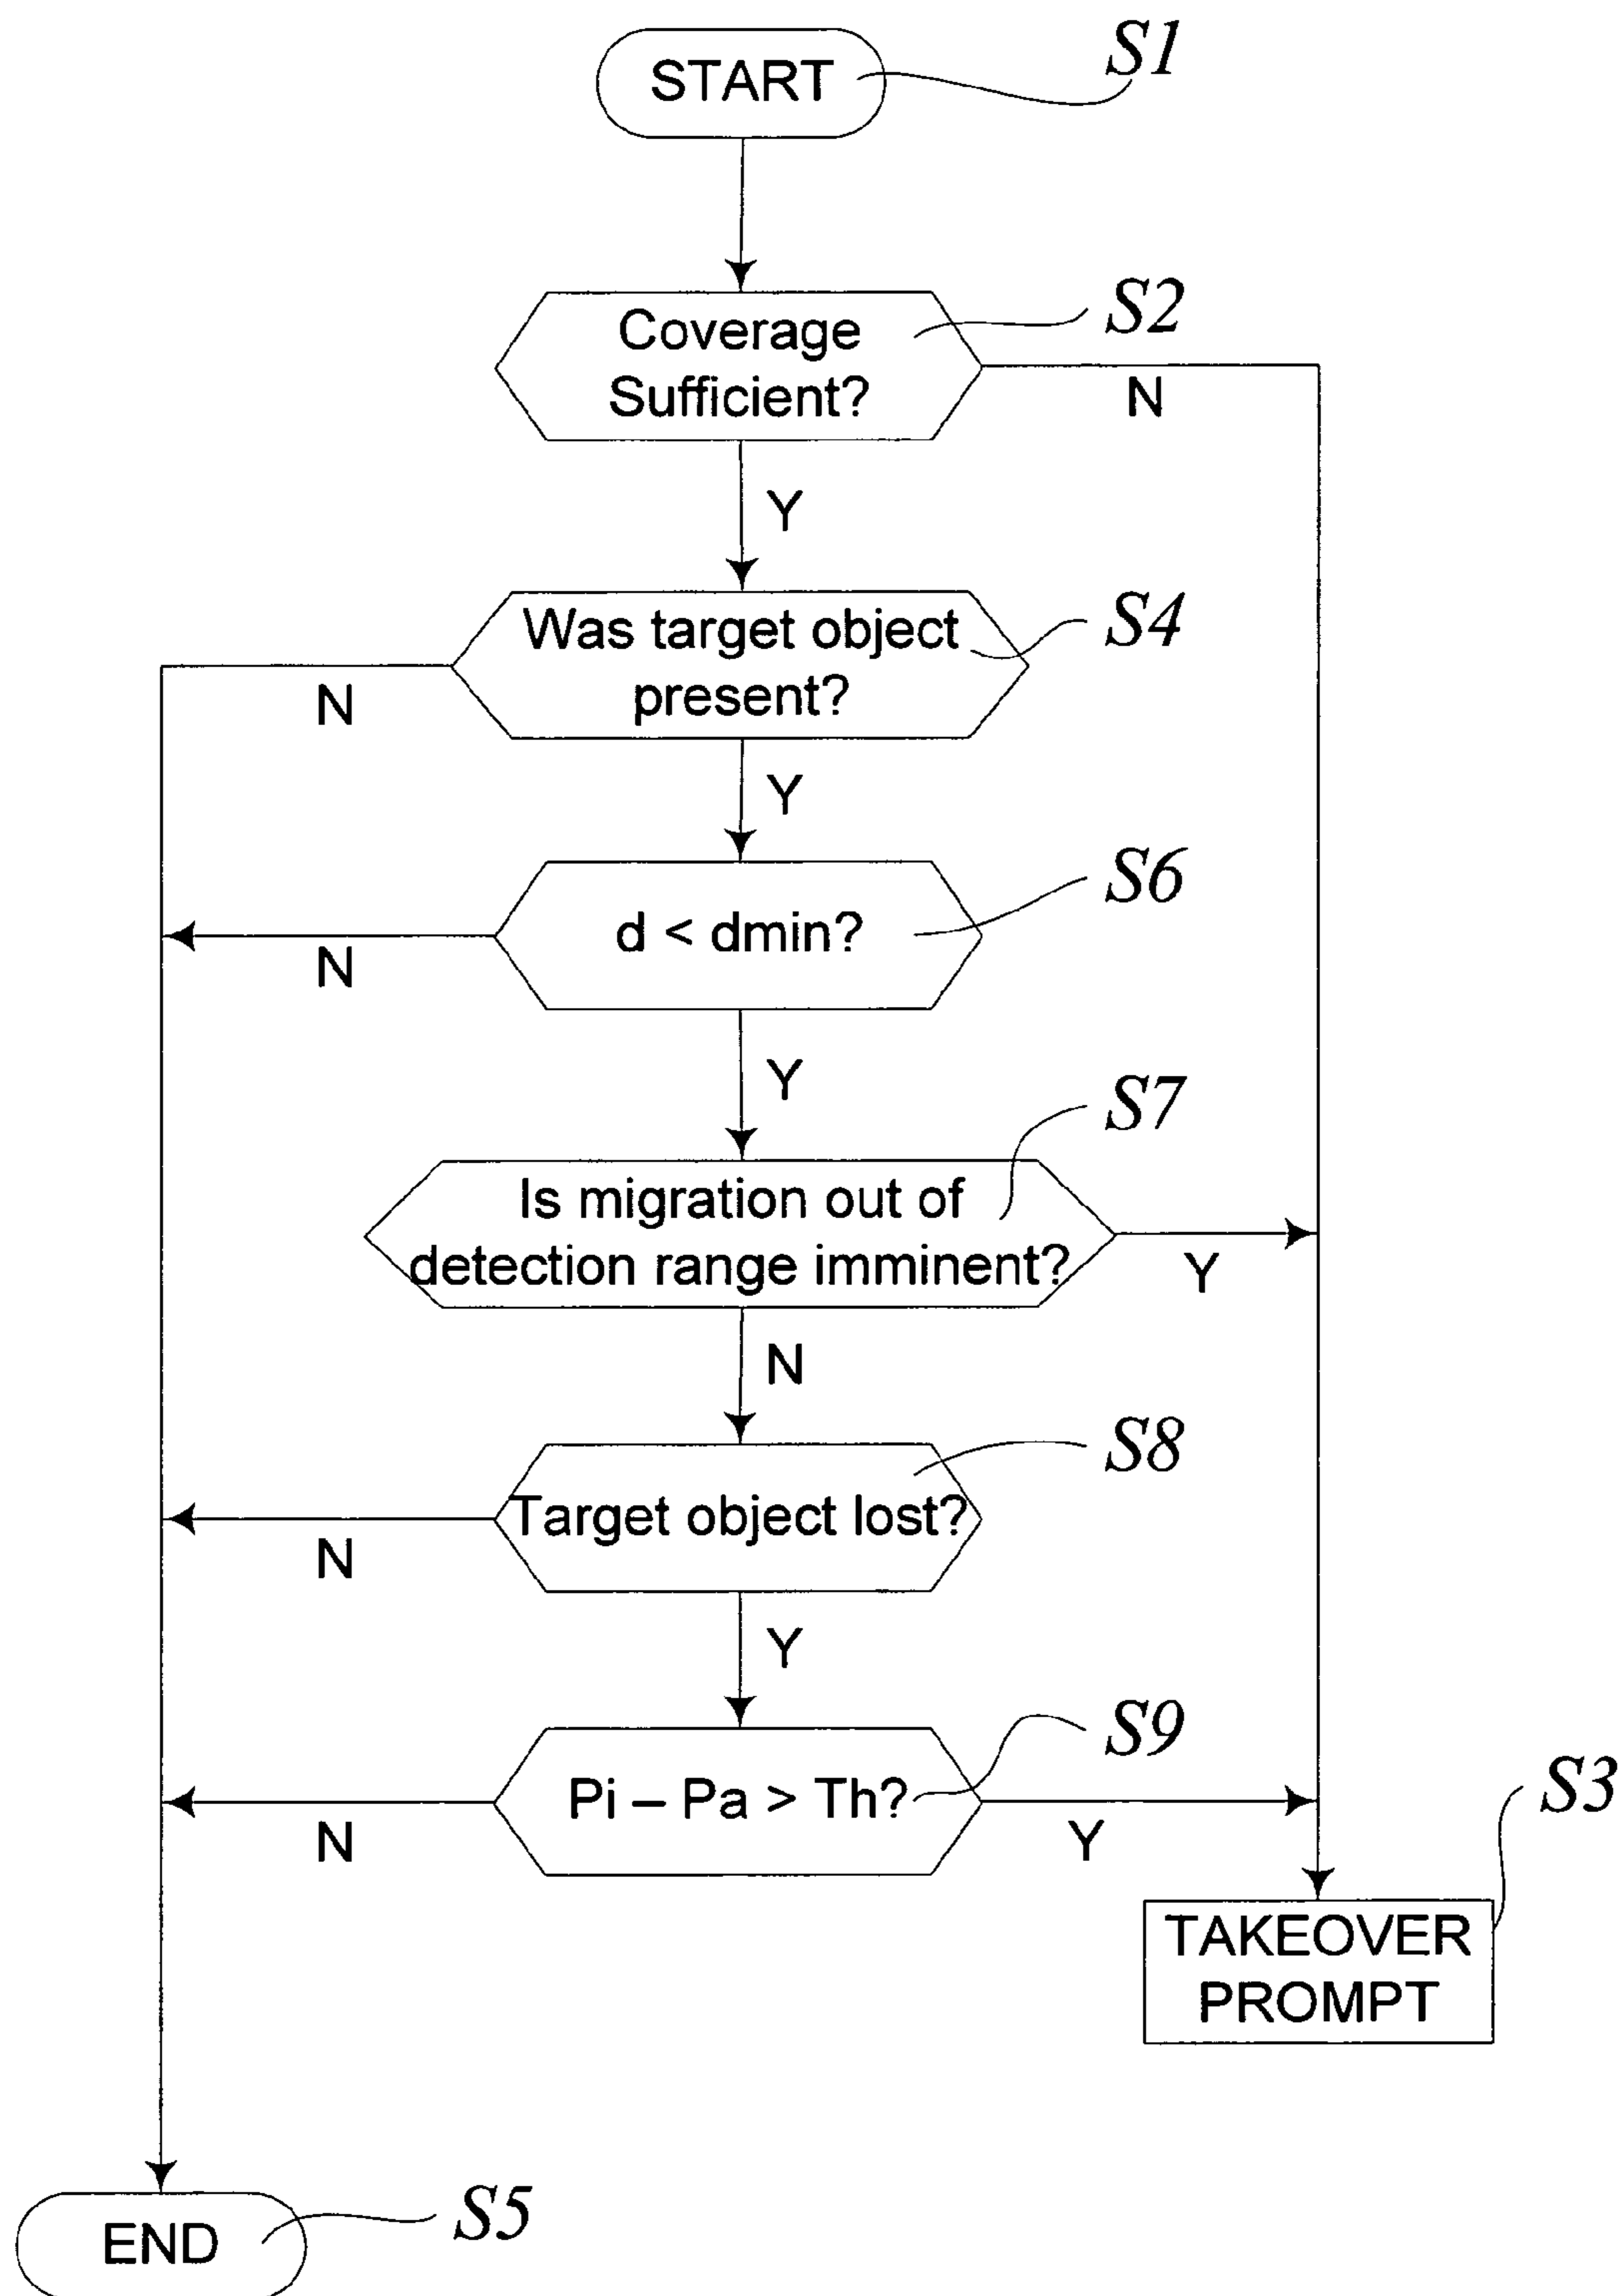 START
S1
Coverage
Sufficient?
S2
N
Y
Was target object
present?
S4
N
Y
d < dmin?
S6
N
Y
Is migration out of
detection range imminent?
S7
Y
N
Target object lost?
S8
N
Y
Pi – Pa > Th?
S9
N
Y
S3
TAKEOVER
PROMPT
END
S5